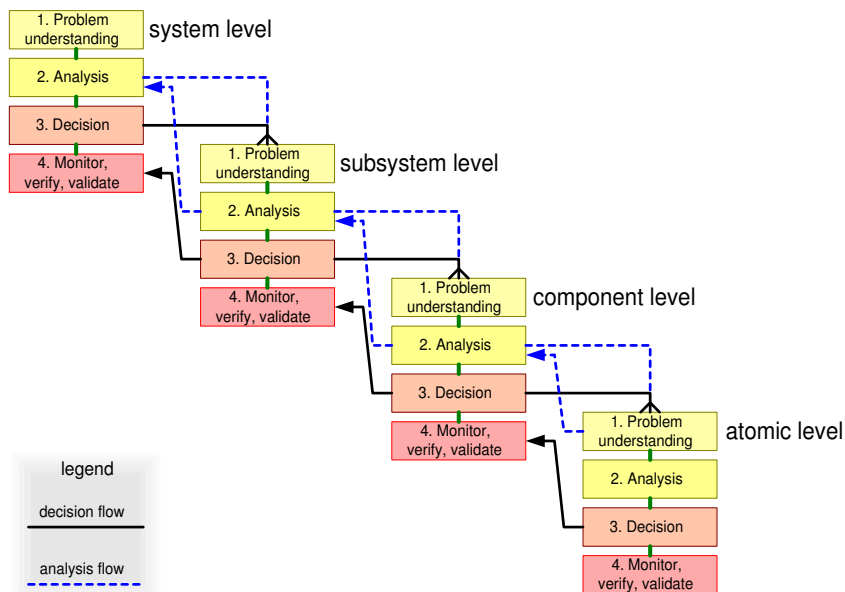 1. Problem
understanding
system level
2. Analysis
3. Decision
4. Monitor,
verify, validate
1. Problem
understanding
subsystem level
2. Analysis
3. Decision
4. Monitor,
verify, validate
1. Problem
understanding
component level
2. Analysis
3. Decision
4. Monitor,
verify, validate
1. Problem
understanding
atomic level
2. Analysis
3. Decision
4. Monitor,
verify, validate
legend
decision flow
analysis flow